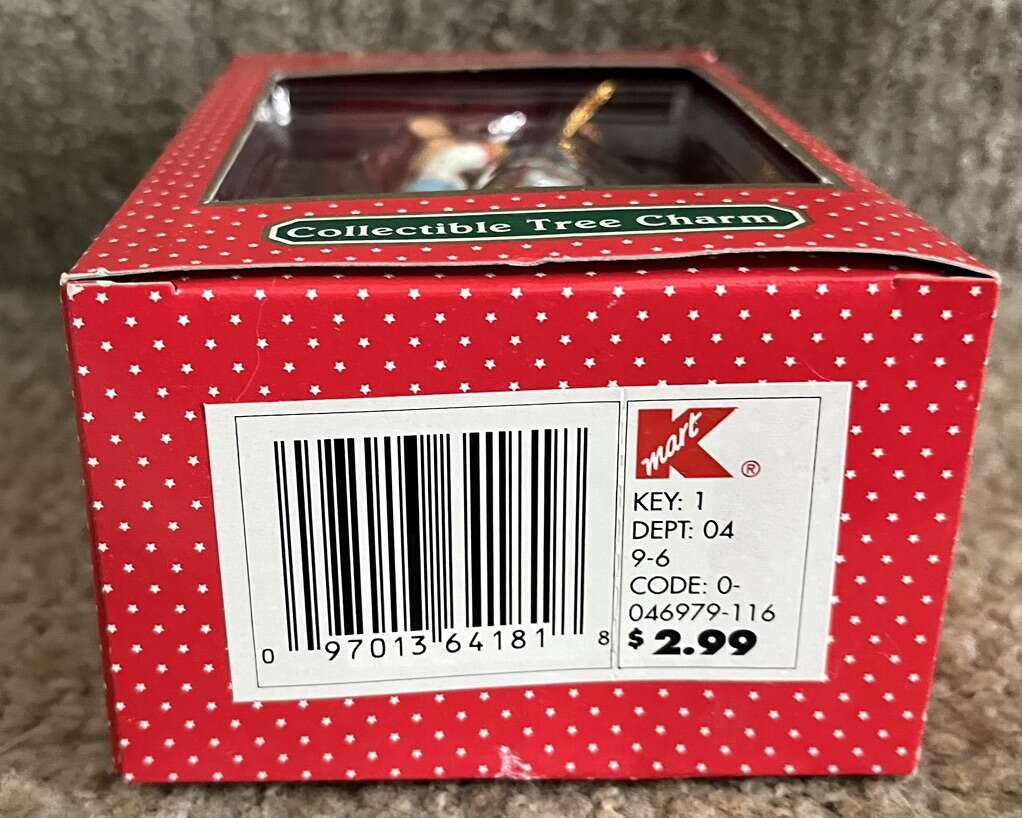 Collectible Tree Charm
K
mart
®
KEY: 1
DEPT: 04
9-6
CODE: 0-
046979-116
$2.99
0 97013 64181 8